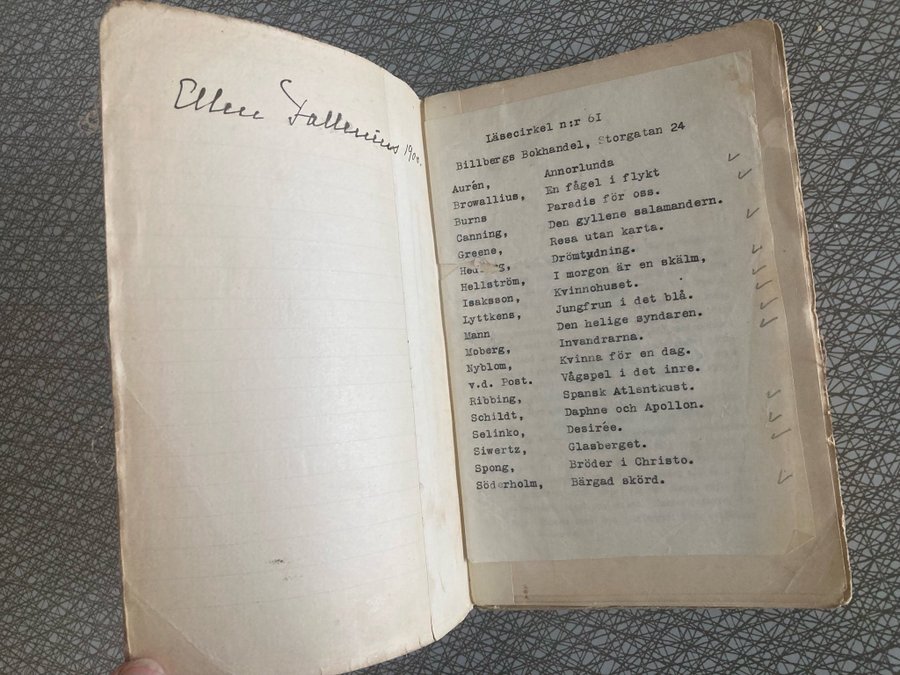 Ellen Fallenius
Läsecirkel n:r 6I
Billbergs Bokhandel, Storgatan 24
Aurén, Annorlunda
Browallius, En fågel i flykt
Burns Paradis för oss.
Canning, Den gyllene salamandern.
Greene, Resa utan karta.
Hedberg, Drömtydning.
Hellström, I morgon är en skälm,
Isaksson, Kvinnohuset.
Lyttkens, Jungfrun i det blå.
Mann Den helige syndaren.
Moberg, Invandrarna.
Nyblom, Kvinna för en dag.
v.d. Post. Vågspel i det inre.
Ribbing, Spansk Atlantkust.
Schildt, Daphne och Apollon.
Selinko, Desirée.
Siwertz, Glasberget.
Spong, Bröder i Christo.
Söderholm, Bärgad skörd.